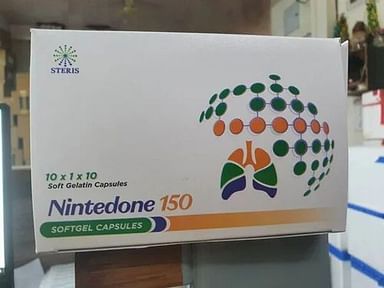 STERIS
10 x 1 x 10
Soft Gelatin Capsules
Nintedone 150
SOFTGEL CAPSULES